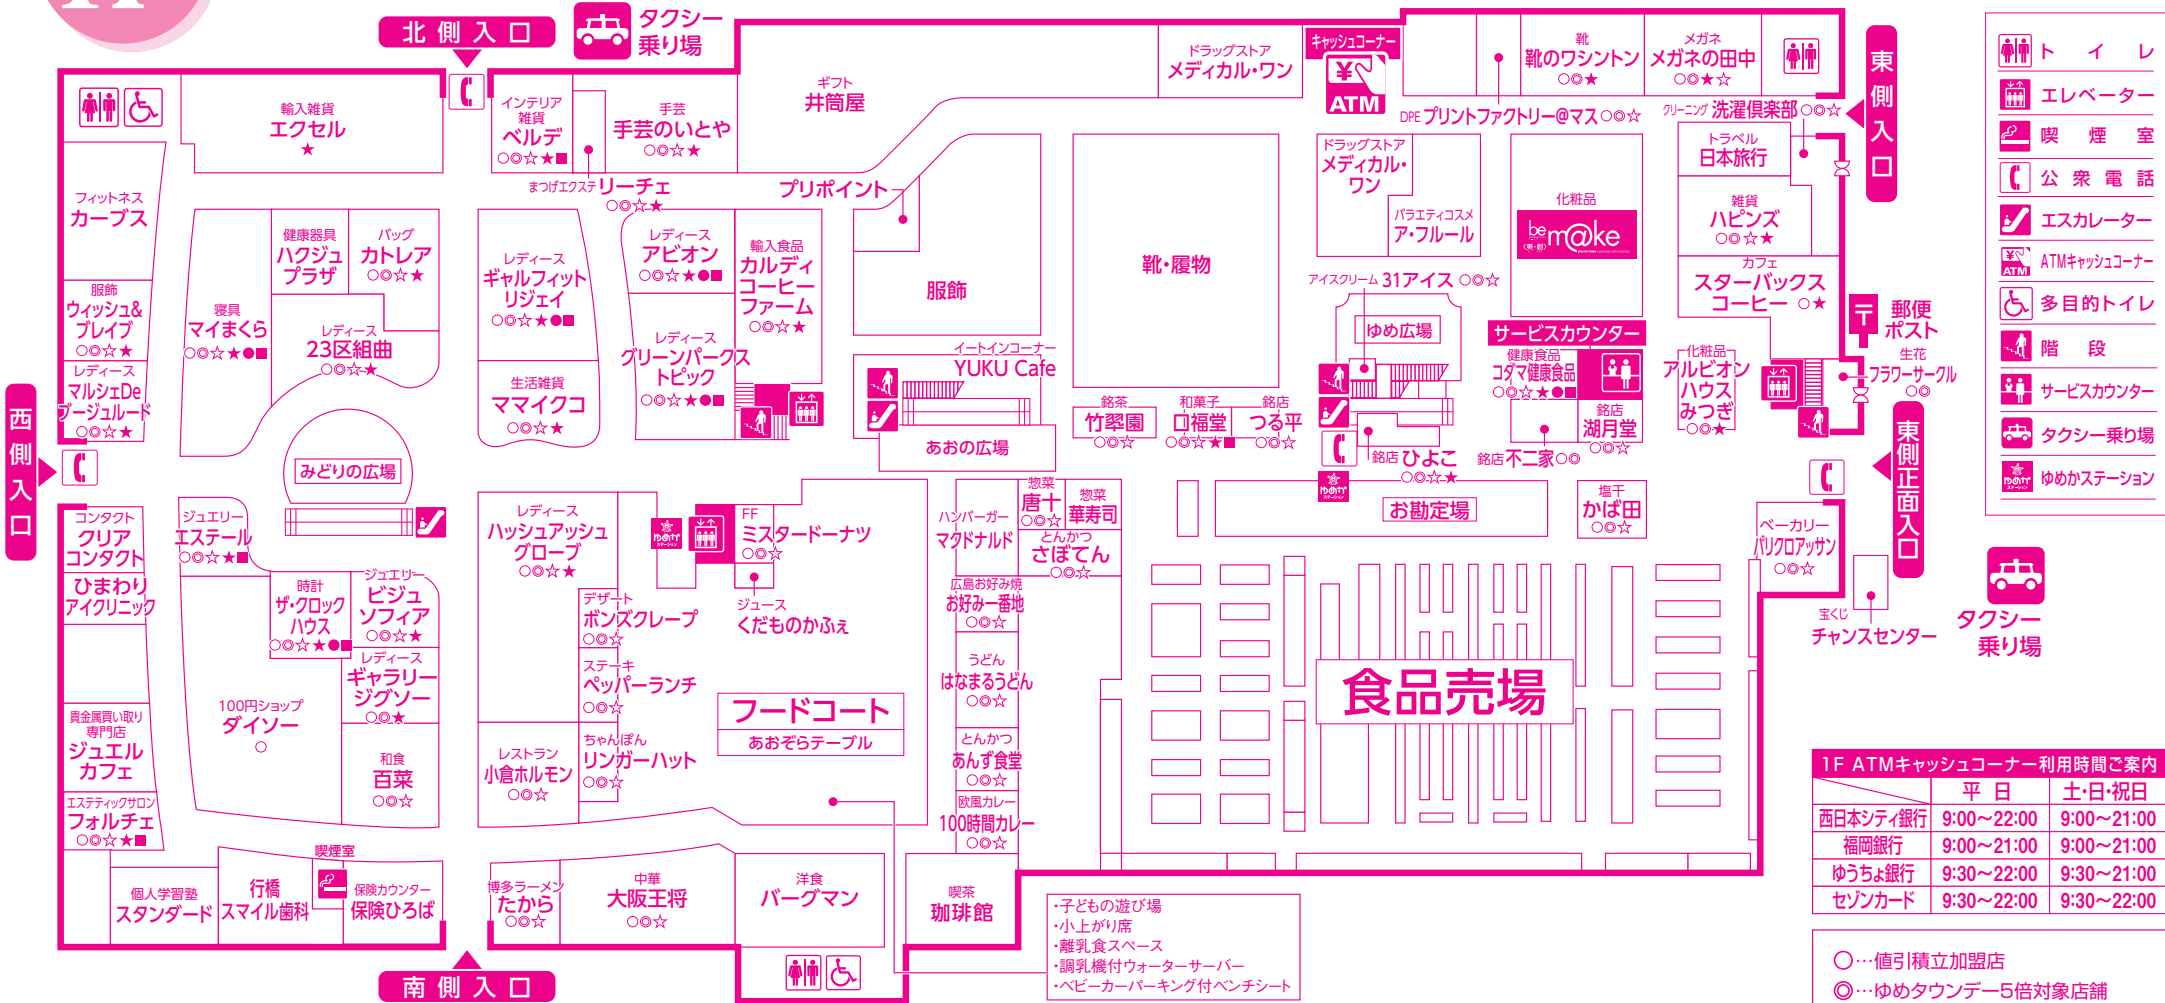 1F
北側入口
タクシー
乗り場
輸入雑貨
エクセル
★
インテリア
雑貨
ベルデ
○◎☆★■
手芸
手芸のいとや
○◎☆★
まつげエクステ リーチェ
○◎☆★
ギフト
井筒屋
プリポイント
服飾
ドラッグストア
メディカル・ワン
キャッシュコーナー
¥
ATM
靴
靴のワシントン
○◎★
メガネ
メガネの田中
○◎★☆
DPE プリントファクトリー@マス○◎☆
クリーニング 洗濯倶楽部○◎☆
東側入口
フィットネス
カーブス
服飾
ウィッシュ&
ブレイブ
○◎☆★
レディース
マルシェDe
ブージュルード
○◎☆★
西側入口
寝具
マイまくら
○◎☆★●■
健康器具
ハクジュ
プラザ
バッグ
カトレア
○◎☆★
レディース
23区組曲
○◎☆★
みどりの広場
レディース
ギャルフィット
リジェイ
○◎☆★●■
生活雑貨
ママイクコ
○◎☆★
レディース
アビオン
○◎☆★●■
レディース
グリーンパークス
トピック
○◎☆★●■
輸入食品
カルディ
コーヒー
ファーム
○◎☆★
イートインコーナー
YUKU Cafe
あおの広場
靴・履物
銘茶
竹翠園
○◎☆
和菓子
口福堂
○◎☆★■
銘店
つる平
○◎☆
ドラッグストア
メディカル・
ワン
バラエティコスメ
ア・フルール
化粧品
be m@ke
アイスクリーム 31アイス ○◎☆
ゆめ広場
サービスカウンター
健康食品
コダマ健康食品
○◎☆★●■
銘店
湖月堂
○◎☆
銘店 ひよこ
○◎☆★
銘店 不二家○◎
トラベル
日本旅行
雑貨
ハピンズ
○◎☆★
カフェ
スターバックス
コーヒー ○★
〒
郵便
ポスト
化粧品
アルビオン
ハウス
みつぎ
○◎★
生花
フラワーサークル
○◎
東側正面入口
ゆめか
ステーション
お勘定場
塩干
かば田
○◎☆
ベーカリー
パリクロアッサン
○◎☆
宝くじ
チャンスセンター
タクシー
乗り場
食品売場
コンタクト
クリア
コンタクト
ひまわり
アイクリニック
貴金属買い取り
専門店
ジュエル
カフェ
エステティックサロン
フォルチェ
○◎☆★■
ジュエリー
エステール
○◎☆★■
時計
ザ・クロック
ハウス
○◎☆★●■
ジュエリー
ビジュ
ソフィア
○◎☆★
レディース
ギャラリー
ジグソー
○◎★
100円ショップ
ダイソー
○
和食
百菜
○◎☆
個人学習塾
スタンダード
行橋
スマイル歯科
喫煙室
保険カウンター
保険ひろば
南側入口
レディース
ハッシュアッシュ
グローブ
○◎☆★
ゆめか
ステーション
FF
ミスタードーナツ
○◎☆
ジュース
くだものかふぇ
デザート
ボンズクレープ
○◎☆
ステーキ
ペッパーランチ
○◎☆
ちゃんぽん
リンガーハット
○◎☆
レストラン
小倉ホルモン
○◎☆
フードコート
あおぞらテーブル
ハンバーガー
マクドナルド
惣菜
唐十
○◎☆
惣菜
華寿司
とんかつ
さぼてん
○◎☆
広島お好み焼
お好み一番地
○◎☆
うどん
はなまるうどん
○◎☆
とんかつ
あんず食堂
○◎☆
欧風カレー
100時間カレー
○◎☆
博多ラーメン
たから
○◎☆
中華
大阪王将
○◎☆
洋食
バーグマン
喫茶
珈琲館
・子どもの遊び場
・小上がり席
・離乳食スペース
・調乳機付ウォーターサーバー
・ベビーカーパーキング付ベンチシート
トイレ
エレベーター
喫煙室
公衆電話
エスカレーター
¥
ATM
ATMキャッシュコーナー
多目的トイレ
階段
サービスカウンター
タクシー乗り場
ゆめか
ステーション
ゆめかステーション
1F ATMキャッシュコーナー利用時間ご案内
平日 土・日・祝日
西日本シティ銀行 9:00〜22:00 9:00〜21:00
福岡銀行 9:00〜21:00 9:00〜21:00
ゆうちょ銀行 9:30〜22:00 9:30〜21:00
セゾンカード 9:30〜22:00 9:30〜22:00
○…値引積立加盟店
◎…ゆめタウンデー5倍対象店舗